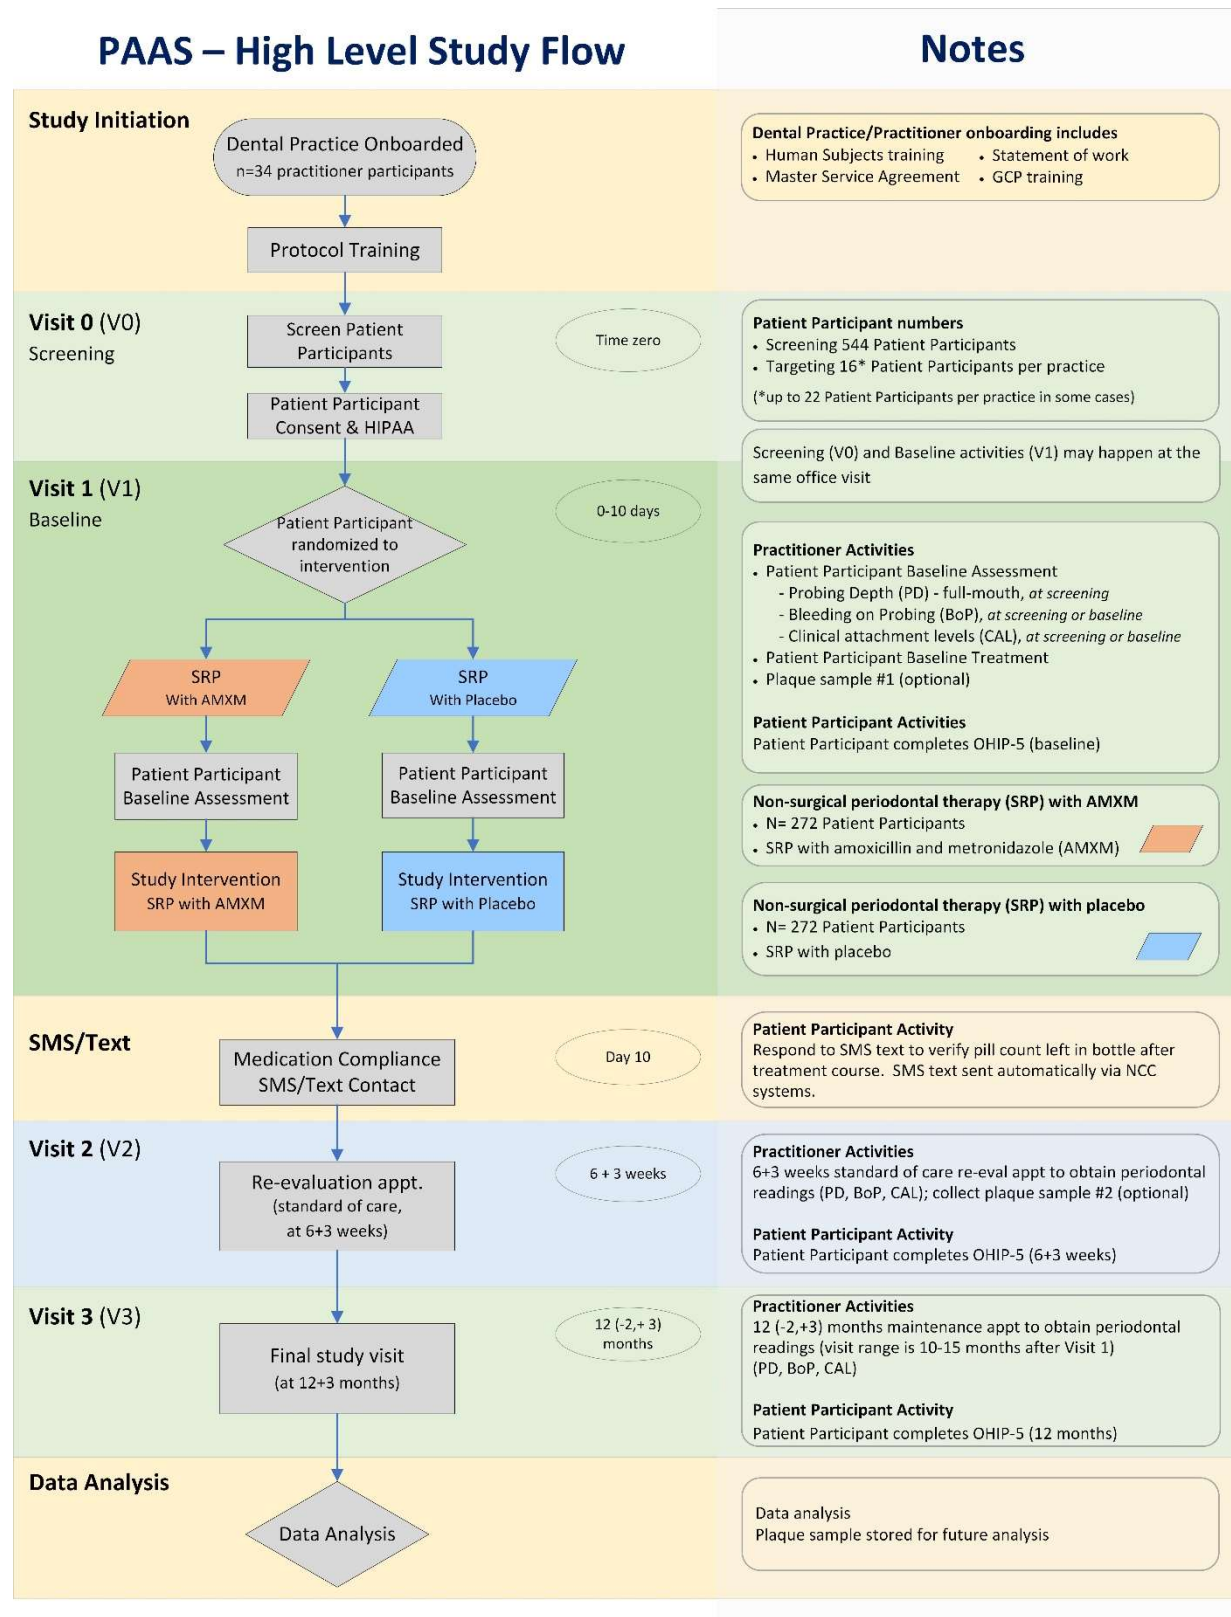 PAAS – High Level Study Flow
Notes
Study Initiation
Dental Practice Onboarded
n=34 practitioner participants
Protocol Training
Dental Practice/Practitioner onboarding includes
• Human Subjects training • Statement of work
• Master Service Agreement • GCP training
Visit 0 (V0)
Screening
Screen Patient
Participants
Patient Participant
Consent & HIPAA
Time zero
Patient Participant numbers
• Screening 544 Patient Participants
• Targeting 16* Patient Participants per practice
(*up to 22 Patient Participants per practice in some cases)
Screening (V0) and Baseline activities (V1) may happen at the
same office visit
Visit 1 (V1)
Baseline
Patient Participant
randomized to
intervention
0-10 days
SRP
With AMXM
SRP
With Placebo
Patient Participant
Baseline Assessment
Patient Participant
Baseline Assessment
Study Intervention
SRP with AMXM
Study Intervention
SRP with Placebo
Practitioner Activities
• Patient Participant Baseline Assessment
- Probing Depth (PD) - full-mouth, at screening
- Bleeding on Probing (BoP), at screening or baseline
- Clinical attachment levels (CAL), at screening or baseline
• Patient Participant Baseline Treatment
• Plaque sample #1 (optional)
Patient Participant Activities
Patient Participant completes OHIP-5 (baseline)
Non-surgical periodontal therapy (SRP) with AMXM
• N= 272 Patient Participants
• SRP with amoxicillin and metronidazole (AMXM)
Non-surgical periodontal therapy (SRP) with placebo
• N= 272 Patient Participants
• SRP with placebo
SMS/Text
Medication Compliance
SMS/Text Contact
Day 10
Patient Participant Activity
Respond to SMS text to verify pill count left in bottle after
treatment course. SMS text sent automatically via NCC
systems.
Visit 2 (V2)
Re-evaluation appt.
(standard of care,
at 6+3 weeks)
6 + 3 weeks
Practitioner Activities
6+3 weeks standard of care re-eval appt to obtain periodontal
readings (PD, BoP, CAL); collect plaque sample #2 (optional)
Patient Participant Activity
Patient Participant completes OHIP-5 (6+3 weeks)
Visit 3 (V3)
Final study visit
(at 12+3 months)
12 (-2,+ 3)
months
Practitioner Activities
12 (-2,+3) months maintenance appt to obtain periodontal
readings (visit range is 10-15 months after Visit 1)
(PD, BoP, CAL)
Patient Participant Activity
Patient Participant completes OHIP-5 (12 months)
Data Analysis
Data Analysis
Data analysis
Plaque sample stored for future analysis